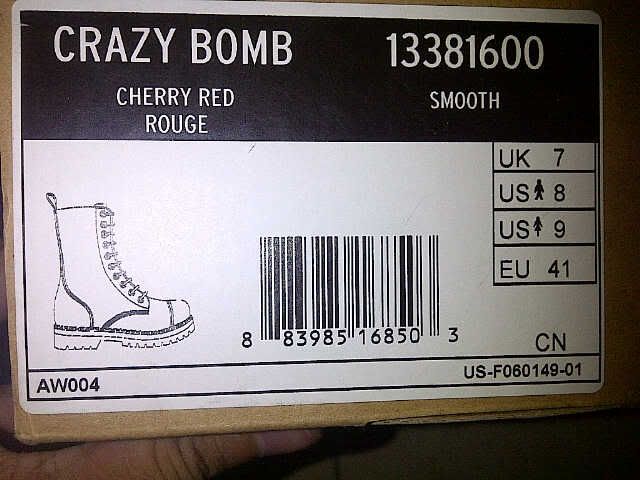 CRAZY BOMB 13381600
CHERRY RED SMOOTH
ROUGE
UK 7
US 8
US 9
EU 41
8 83985 16850 3
CN
US-F060149-01
AW004